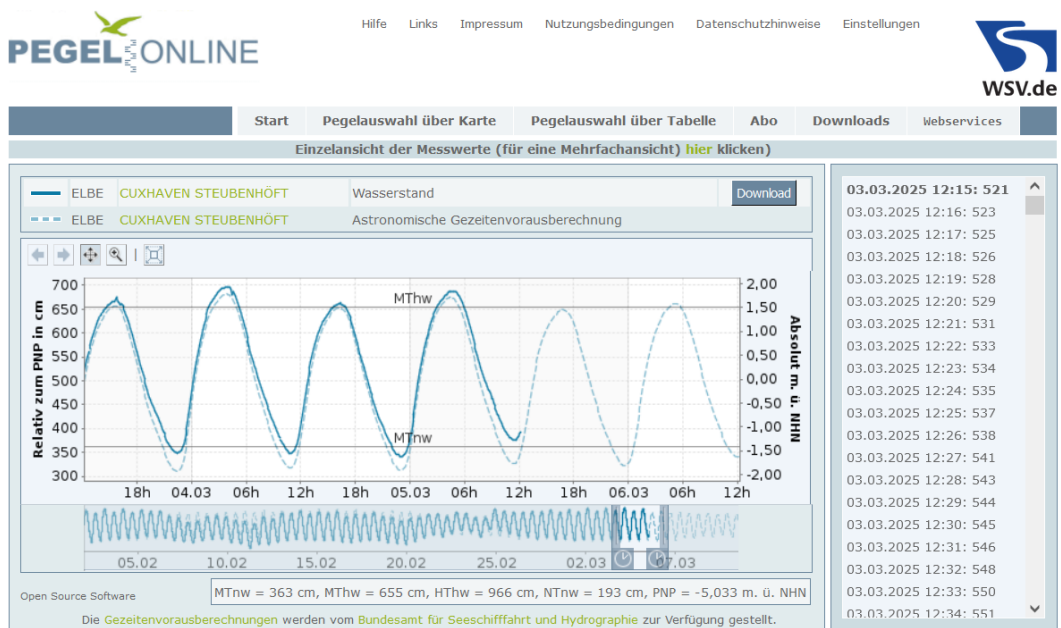 Hilfe Links Impressum Nutzungsbedingungen Datenschutzhinweise Einstellungen
PEGEL ONLINE
WSV.de
Start Pegelauswahl über Karte Pegelauswahl über Tabelle Abo Downloads Webservices
Einzelansicht der Messwerte (für eine Mehrfachansicht) hier klicken)
ELBE CUXHAVEN STEUBENHÖFT Wasserstand Download
ELBE CUXHAVEN STEUBENHÖFT Astronomische Gezeitenvorausberechnung
Relativ zum PNP in cm
700
650
600
550
500
450
400
350
300
MThw
MTnw
2,00
1,50
1,00
0,50
0,00
-0,50
-1,00
-1,50
-2,00
Absolut m. ü. NHN
18h 04.03 06h 12h 18h 05.03 06h 12h 18h 06.03 06h 12h
05.02 10.02 15.02 20.02 25.02 02.03 07.03
Open Source Software
MTnw = 363 cm, MThw = 655 cm, HThw = 966 cm, NTnw = 193 cm, PNP = -5,033 m. ü. NHN
Die Gezeitenvorausberechnungen werden vom Bundesamt für Seeschifffahrt und Hydrographie zur Verfügung gestellt.
03.03.2025 12:15: 521
03.03.2025 12:16: 523
03.03.2025 12:17: 525
03.03.2025 12:18: 526
03.03.2025 12:19: 528
03.03.2025 12:20: 529
03.03.2025 12:21: 531
03.03.2025 12:22: 533
03.03.2025 12:23: 534
03.03.2025 12:24: 535
03.03.2025 12:25: 537
03.03.2025 12:26: 538
03.03.2025 12:27: 541
03.03.2025 12:28: 543
03.03.2025 12:29: 544
03.03.2025 12:30: 545
03.03.2025 12:31: 546
03.03.2025 12:32: 548
03.03.2025 12:33: 550
03.03.2025 12:34: 551